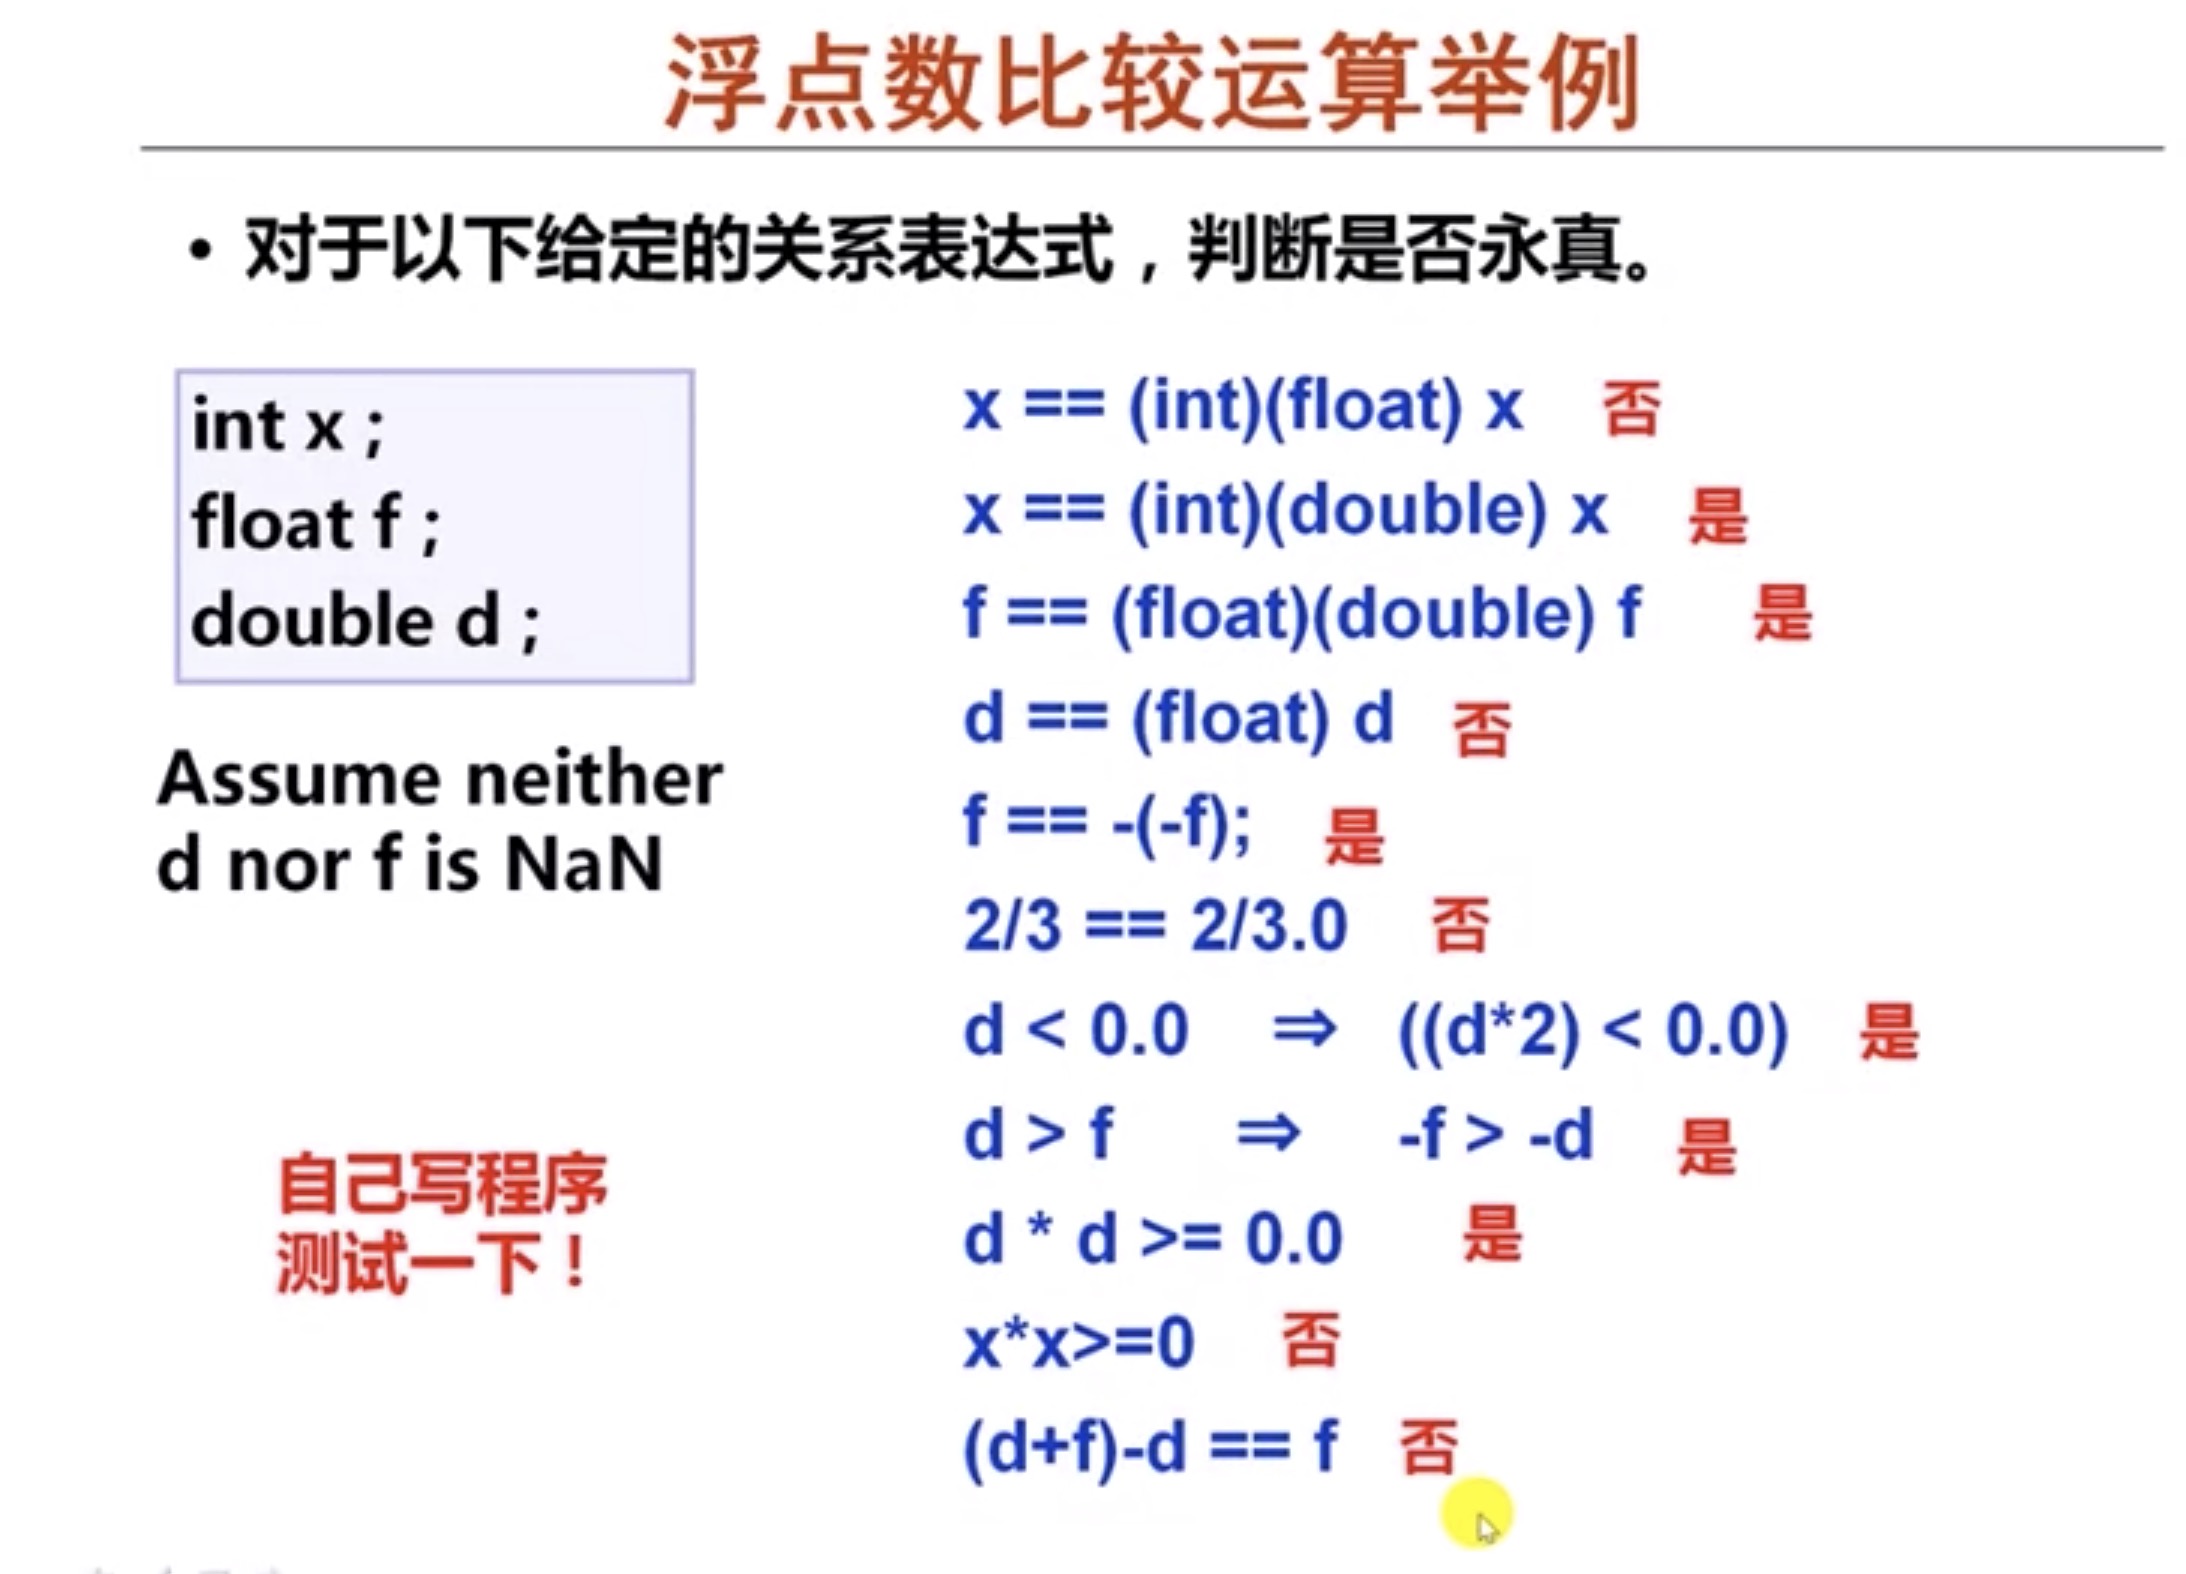 浮点数比较运算举例
• 对于以下给定的关系表达式，判断是否永真。
int x ;
float f ;
double d ;
Assume neither
d nor f is NaN
自己写程序
测试一下！
x == (int)(float) x 否
x == (int)(double) x 是
f == (float)(double) f 是
d == (float) d 否
f == -(-f); 是
2/3 == 2/3.0 否
d < 0.0 ⇒ ((d*2) < 0.0) 是
d > f ⇒ -f > -d 是
d * d >= 0.0 是
x*x>=0 否
(d+f)-d == f 否